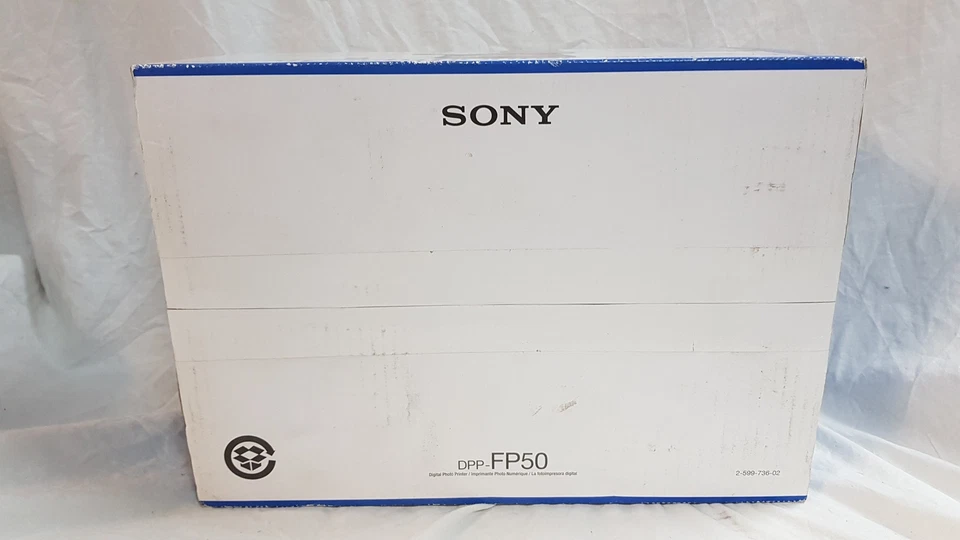 SONY
DPP-FP50
Digital Photo Printer / Imprimante Photo Numérique / La fotoimpresora digital
2-599-736-02